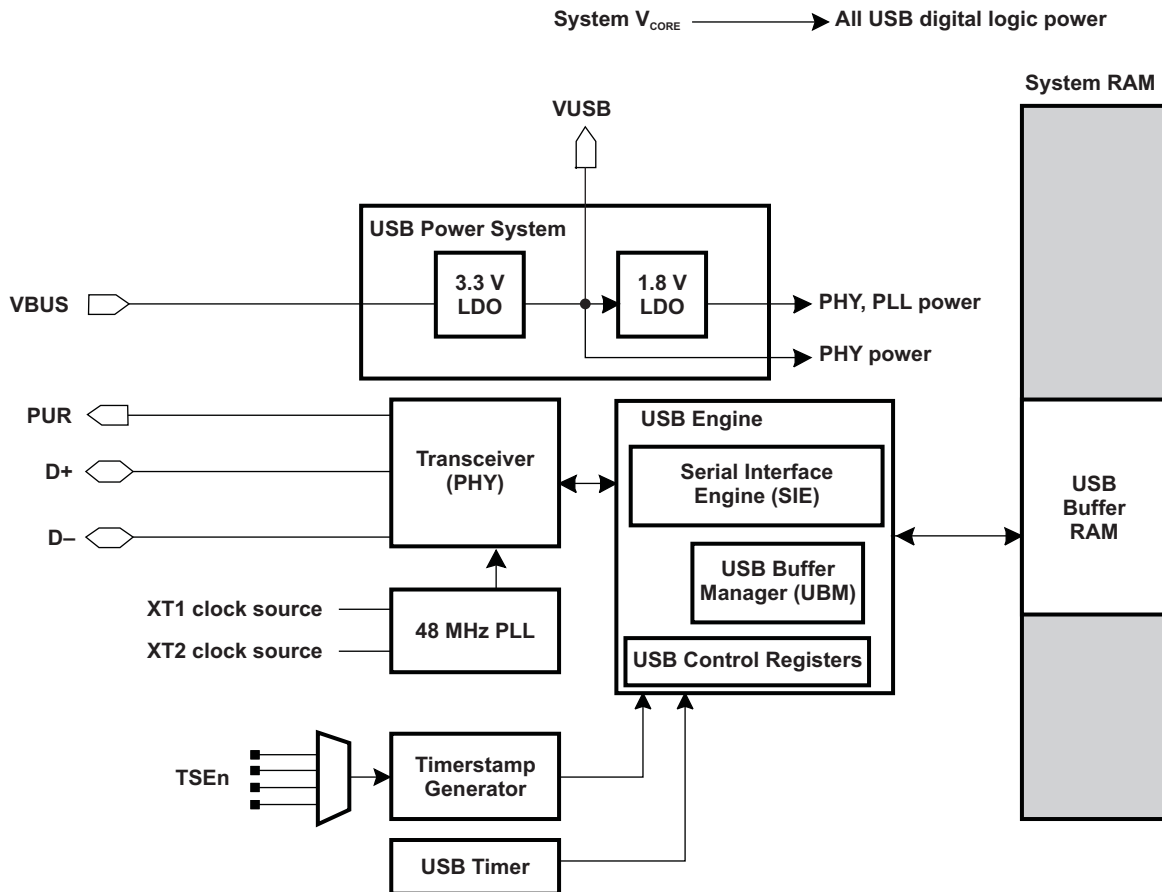 System VCORE
All USB digital logic power
System RAM
VUSB
USB Power System
3.3 V
LDO
1.8 V
LDO
VBUS
PHY, PLL power
PHY power
PUR
D+
D–
Transceiver
(PHY)
USB Engine
Serial Interface
Engine (SIE)
USB Buffer
Manager (UBM)
USB Control Registers
USB
Buffer
RAM
XT1 clock source
XT2 clock source
48 MHz PLL
TSEn
Timerstamp
Generator
USB Timer